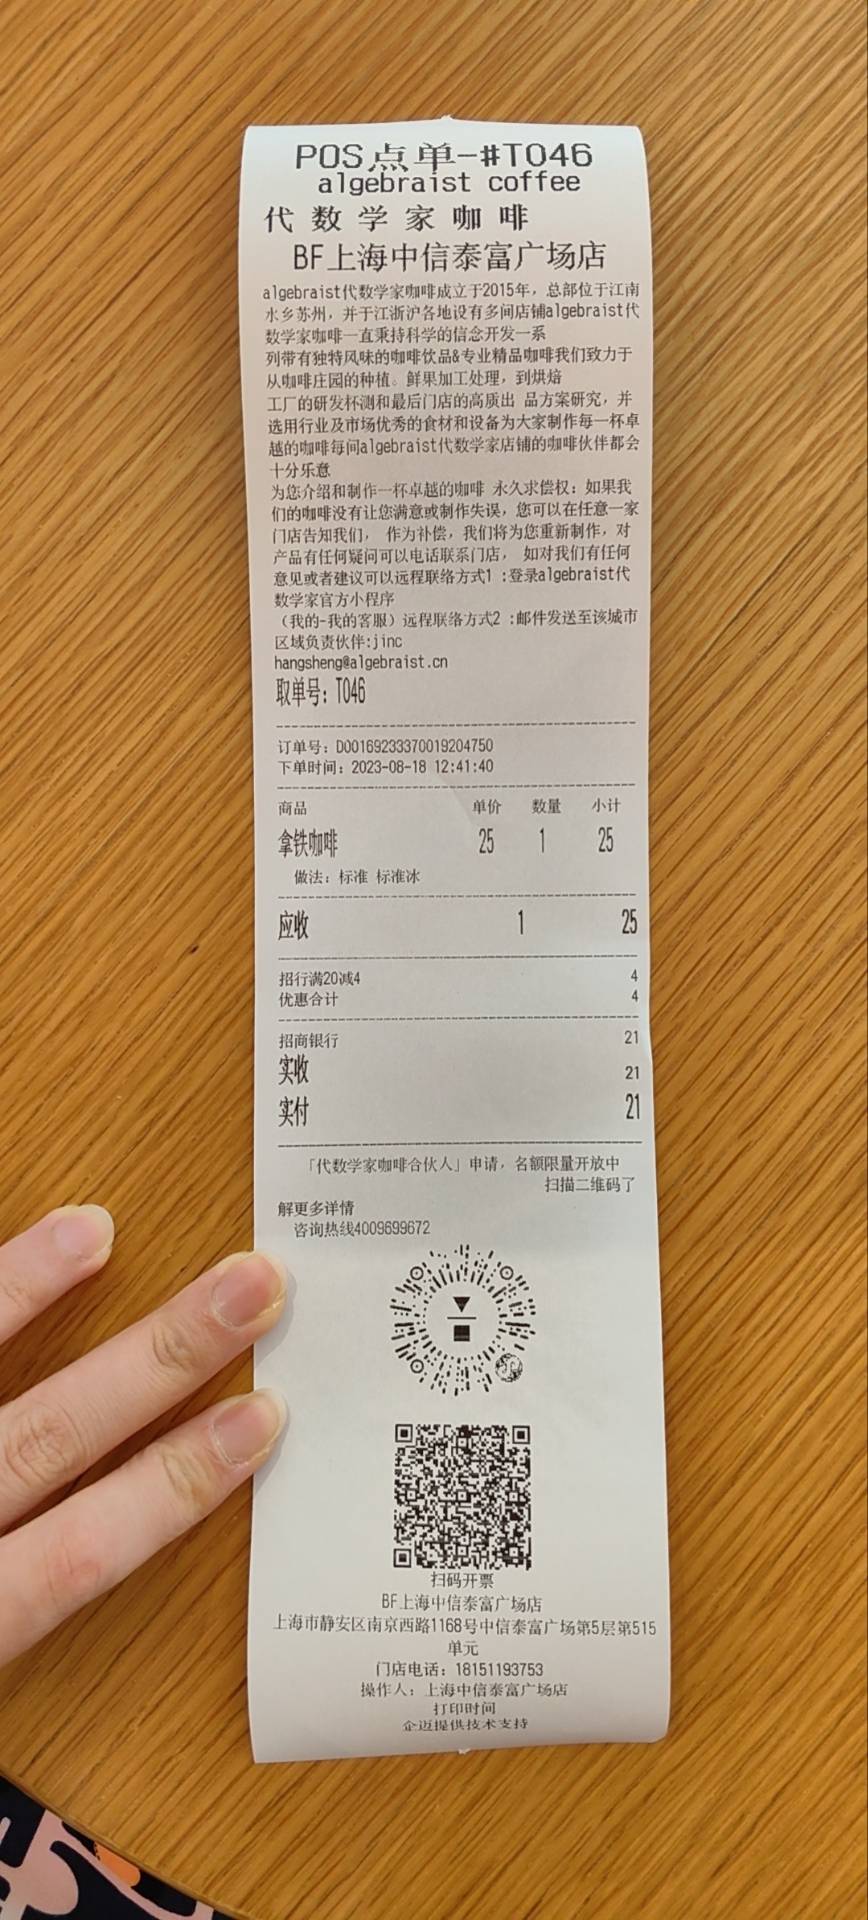 POS点单-#T046
algebraist coffee
代数学家咖啡
BF上海中信泰富广场店
algebraist代数学家咖啡成立于2015年，总部位于江南
水乡苏州，并于江浙沪各地设有多间店铺algebraist代
数学家咖啡一直秉持科学的信念开发一系
列带有独特风味的咖啡饮品&专业精品咖啡我们致力于
从咖啡庄园的种植。鲜果加工处理，到烘焙
工厂的研发杯测和最后门店的高质出 品方案研究，并
选用行业及市场优秀的食材和设备为大家制作每一杯卓
越的咖啡每间algebraist代数学家店铺的咖啡伙伴都会
十分乐意
为您介绍和制作一杯卓越的咖啡 永久求偿权：如果我
们的咖啡没有让您满意或制作失误，您可以在任意一家
门店告知我们， 作为补偿，我们将为您重新制作，对
产品有任何疑问可以电话联系门店， 如对我们有任何
意见或者建议可以远程联络方式1 :登录algebraist代
数学家官方小程序
（我的-我的客服）远程联络方式2 :邮件发送至该城市
区域负责伙伴:jinc
hangsheng@algebraist.cn
取单号：T046
订单号：D00169233370019204750
下单时间：2023-08-18 12:41:40
商品 单价 数量 小计
拿铁咖啡 25 1 25
做法：标准 标准冰
应收 1 25
招行满20减4 4
优惠合计 4
招商银行 21
实收 21
实付 21
「代数学家咖啡合伙人」申请，名额限量开放中
扫描二维码了
解更多详情
咨询热线4009699672
扫码开票
BF上海中信泰富广场店
上海市静安区南京西路1168号中信泰富广场第5层第515
单元
门店电话：18151193753
操作人：上海中信泰富广场店
打印时间
企迈提供技术支持